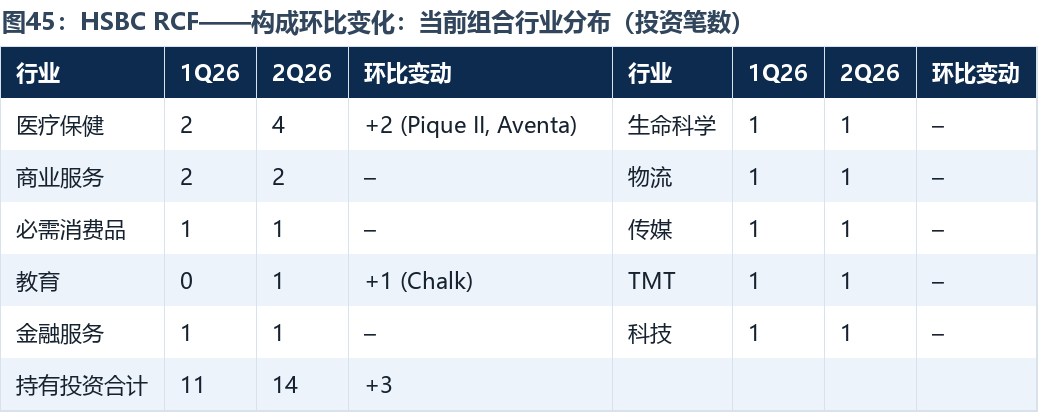 图45：HSBC RCF——构成环比变化：当前组合行业分布（投资笔数）
行业 1Q26 2Q26 环比变动 行业 1Q26 2Q26 环比变动
医疗保健 2 4 +2 (Pique II, Aventa) 生命科学 1 1 –
商业服务 2 2 – 物流 1 1 –
必需消费品 1 1 – 传媒 1 1 –
教育 0 1 +1 (Chalk) TMT 1 1 –
金融服务 1 1 – 科技 1 1 –
持有投资合计 11 14 +3